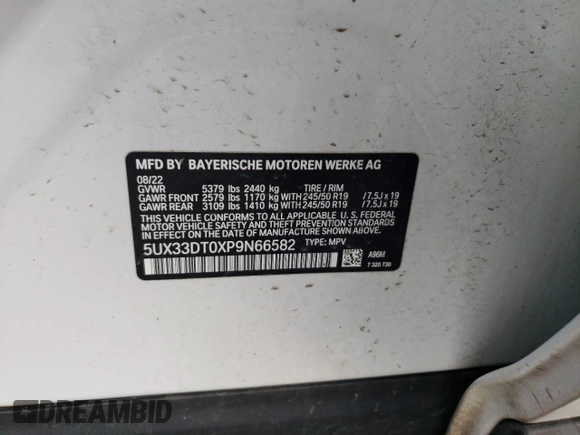 MFD BY BAYERISCHE MOTOREN WERKE AG
08/22
GVWR 5379 lbs 2440 kg TIRE / RIM
GAWR FRONT 2579 lbs 1170 kg WITH 245/50 R19 /7.5J x 19
GAWR REAR 3109 lbs 1410 kg WITH 245/50 R19 /7.5J x 19
THIS VEHICLE CONFORMS TO ALL APPLICABLE U. S. FEDERAL
MOTOR VEHICLE SAFETY AND THEFT PREVENTION
STANDARDS IN EFFECT ON THE DATE OF MANUFACTURE
SHOWN ABOVE.
5UX33DT0XP9N66582 TYPE: MPV
A96M
7 320 730
DREAMBID